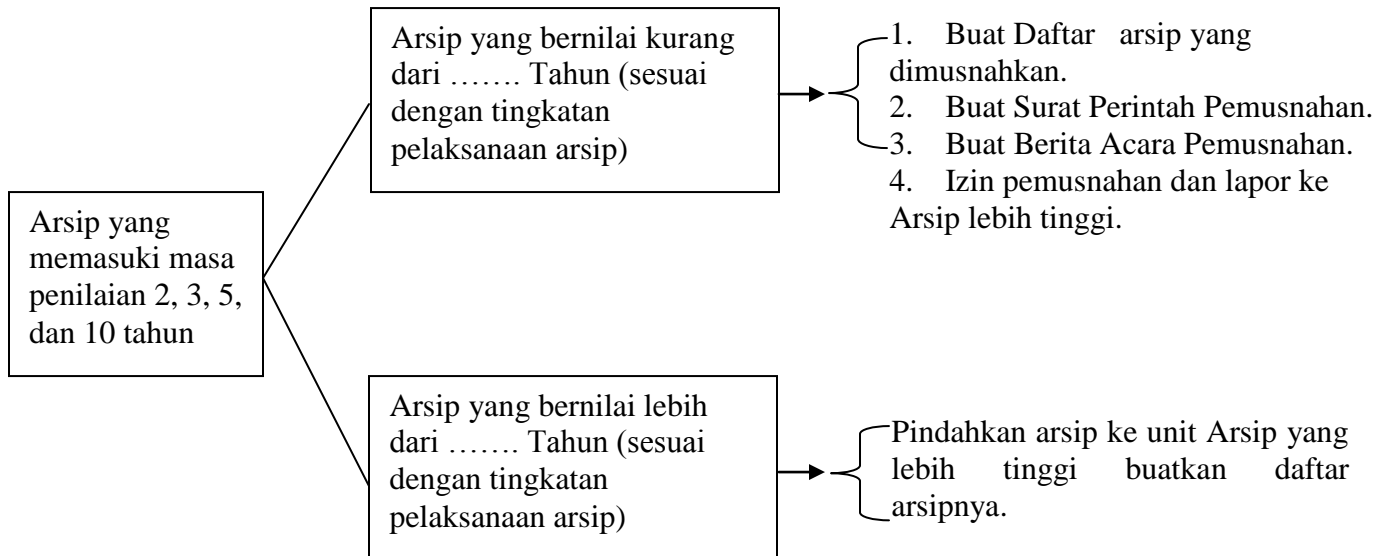 Arsip yang
memasuki masa
penilaian 2, 3, 5,
dan 10 tahun
Arsip yang bernilai kurang
dari ……. Tahun (sesuai
dengan tingkatan
pelaksanaan arsip)
1. Buat Daftar arsip yang
dimusnahkan.
2. Buat Surat Perintah Pemusnahan.
3. Buat Berita Acara Pemusnahan.
4. Izin pemusnahan dan lapor ke
Arsip lebih tinggi.
Arsip yang bernilai lebih
dari ……. Tahun (sesuai
dengan tingkatan
pelaksanaan arsip)
Pindahkan arsip ke unit Arsip yang
lebih tinggi buatkan daftar
arsipnya.